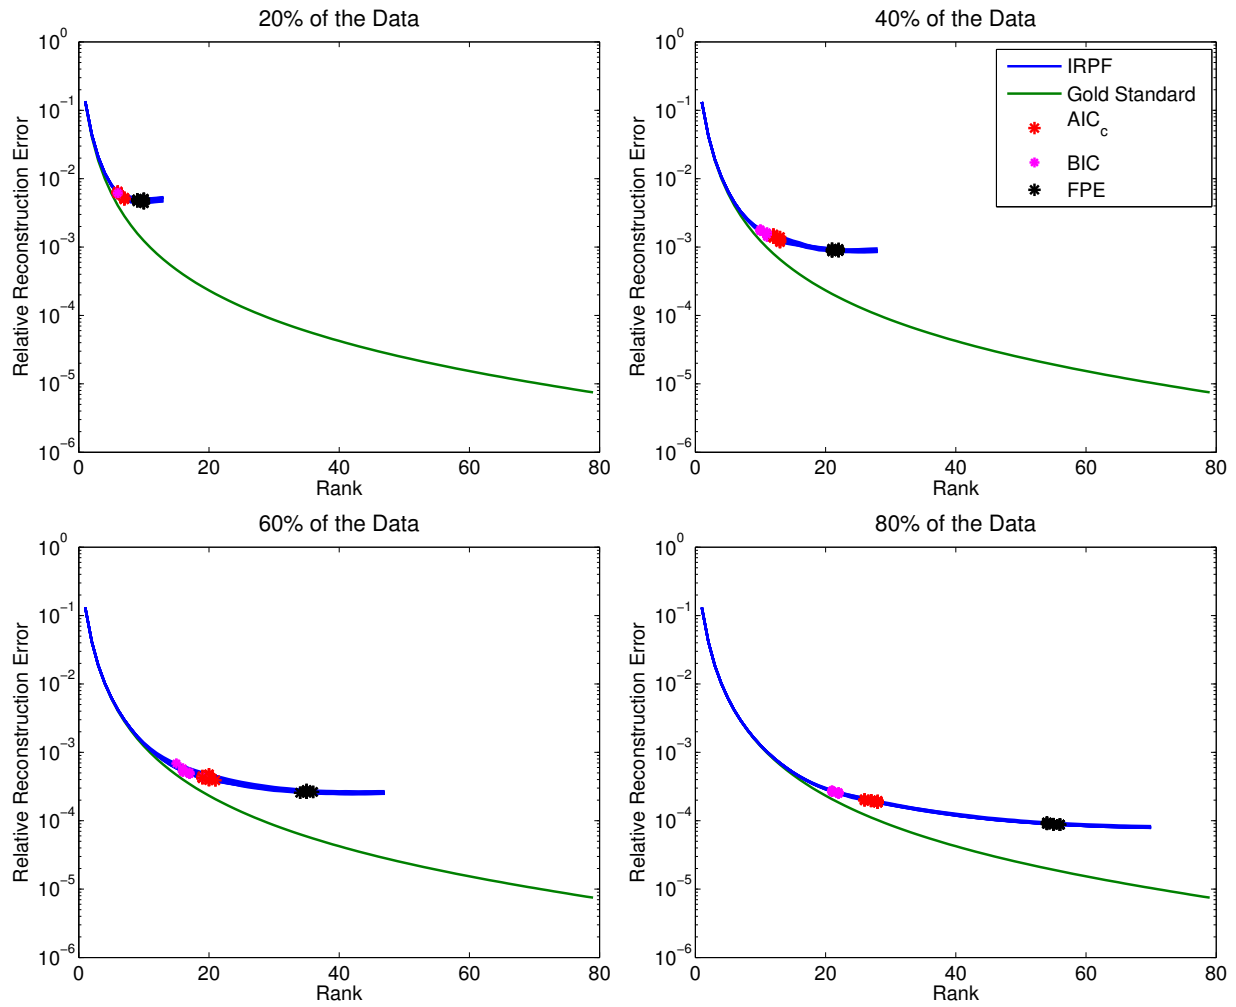 20% of the Data
10^0
10^-1
10^-2
10^-3
10^-4
10^-5
10^-6
Relative Reconstruction Error
0 20 40 60 80
Rank
40% of the Data
10^0
10^-1
10^-2
10^-3
10^-4
10^-5
10^-6
Relative Reconstruction Error
IRPF
Gold Standard
AIC_c
BIC
FPE
0 20 40 60 80
Rank
60% of the Data
10^0
10^-1
10^-2
10^-3
10^-4
10^-5
10^-6
Relative Reconstruction Error
0 20 40 60 80
Rank
80% of the Data
10^0
10^-1
10^-2
10^-3
10^-4
10^-5
10^-6
Relative Reconstruction Error
0 20 40 60 80
Rank